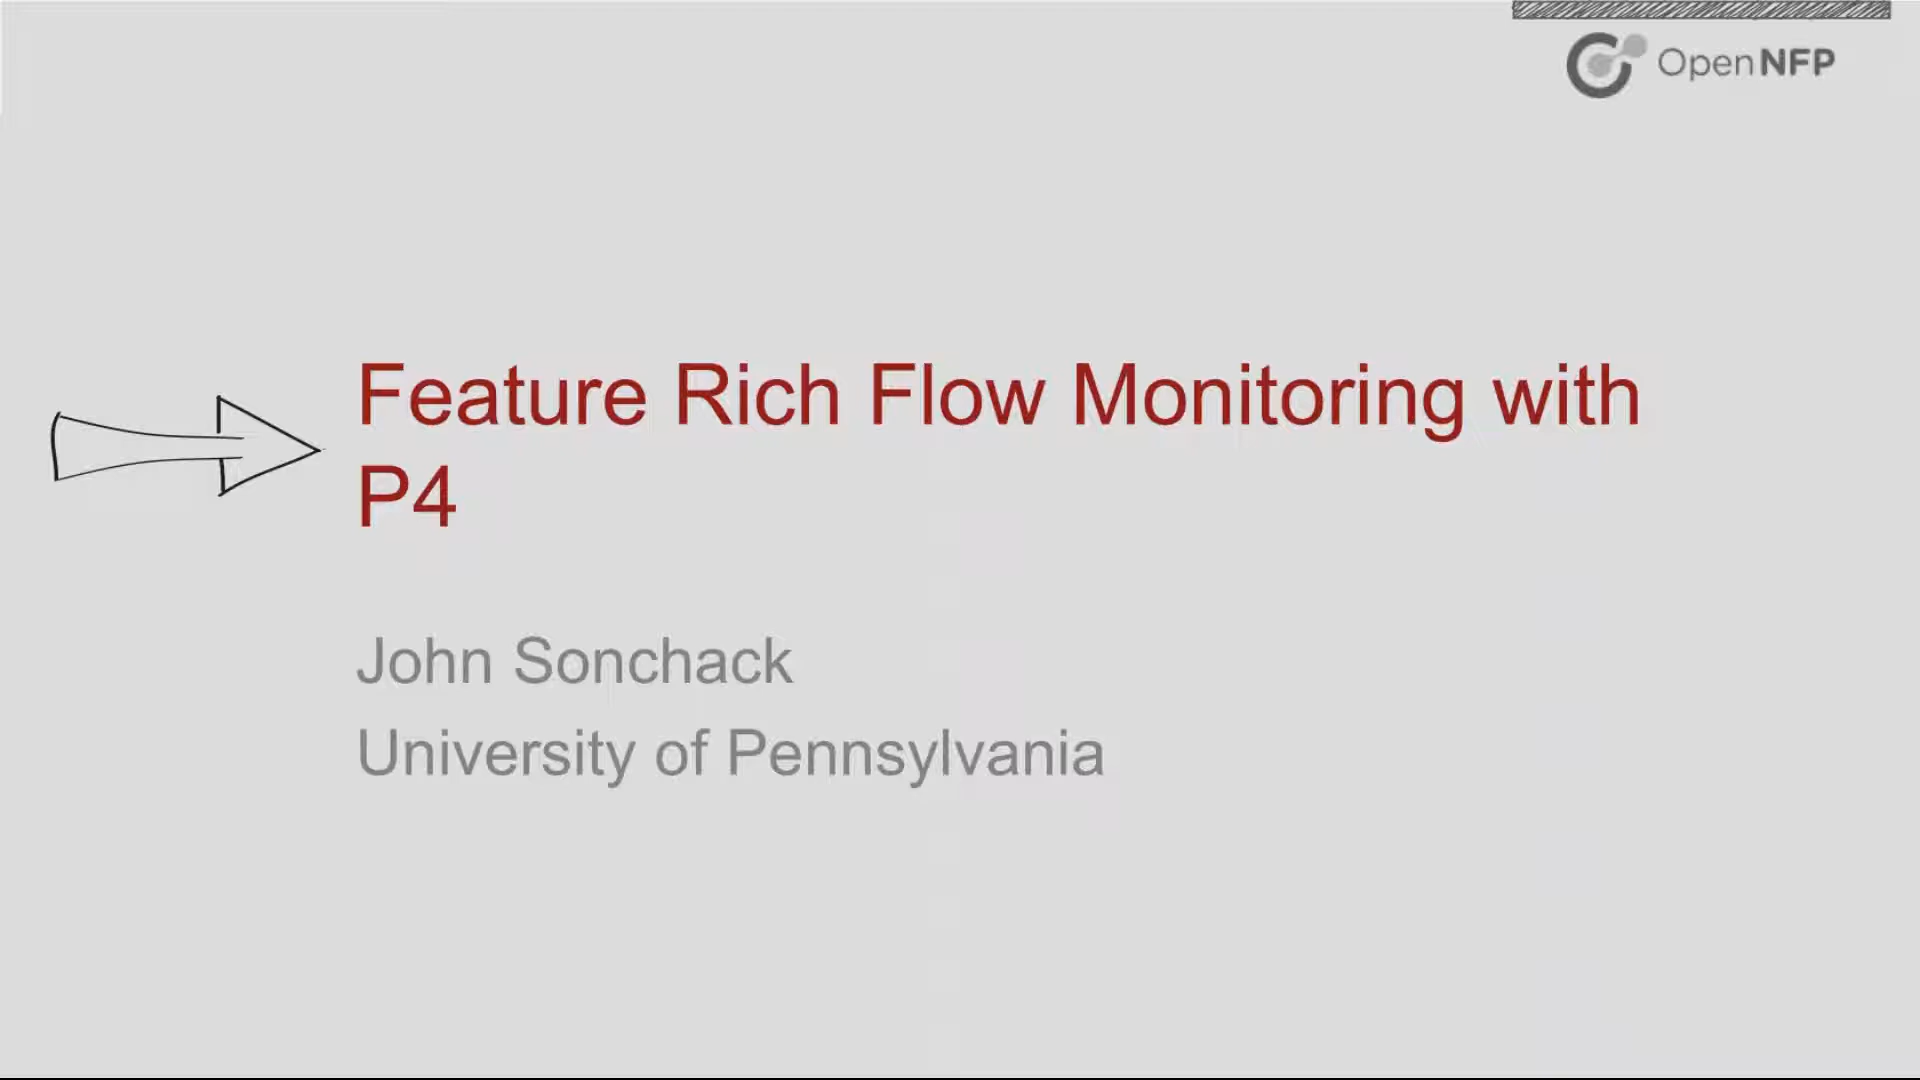 OpenNFP
Feature Rich Flow Monitoring with
P4
John Sonchack
University of Pennsylvania